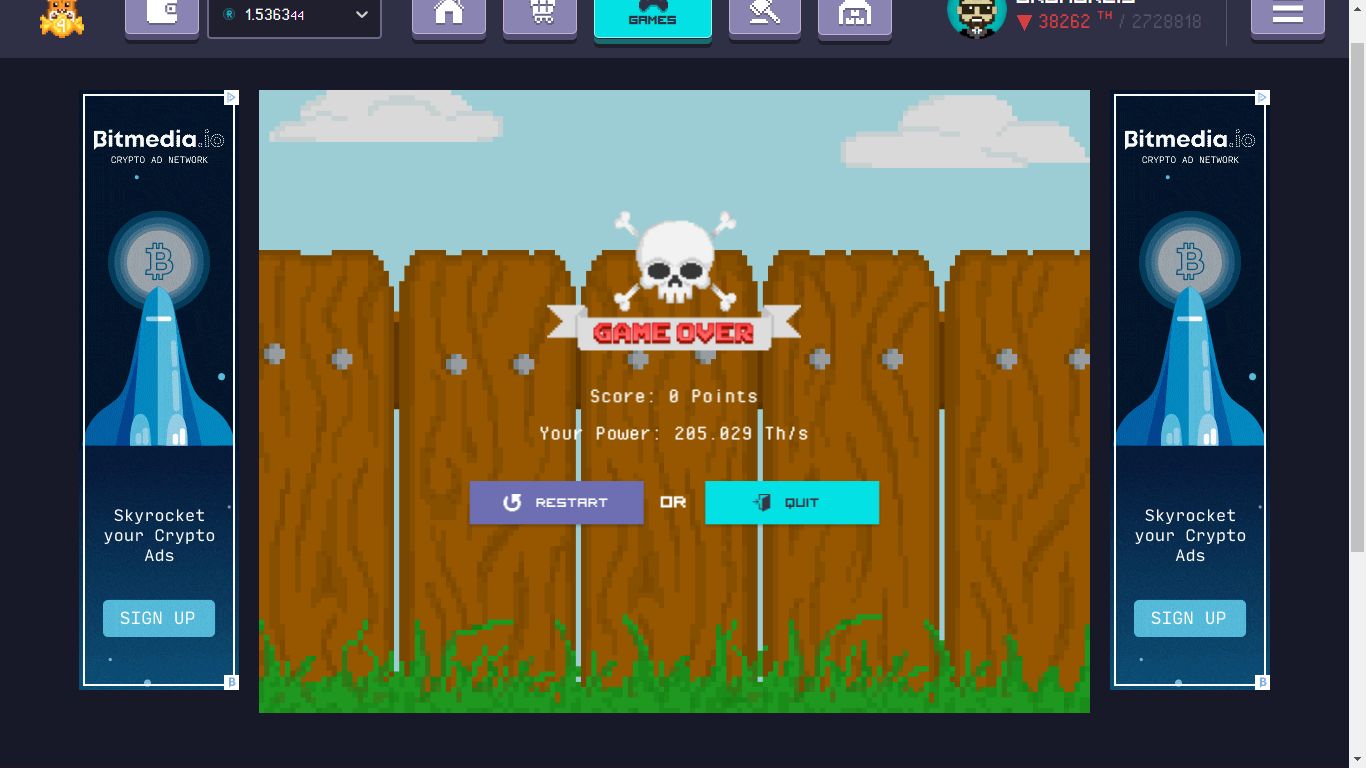 1.536344
GAMES
38262 TH / 2728818
Bitmedia.io
CRYPTO AD NETWORK
Skyrocket
your Crypto
Ads
SIGN UP
GAME OVER
Score: 0 Points
Your Power: 205.029 Th/s
RESTART
OR
QUIT
Bitmedia.io
CRYPTO AD NETWORK
Skyrocket
your Crypto
Ads
SIGN UP